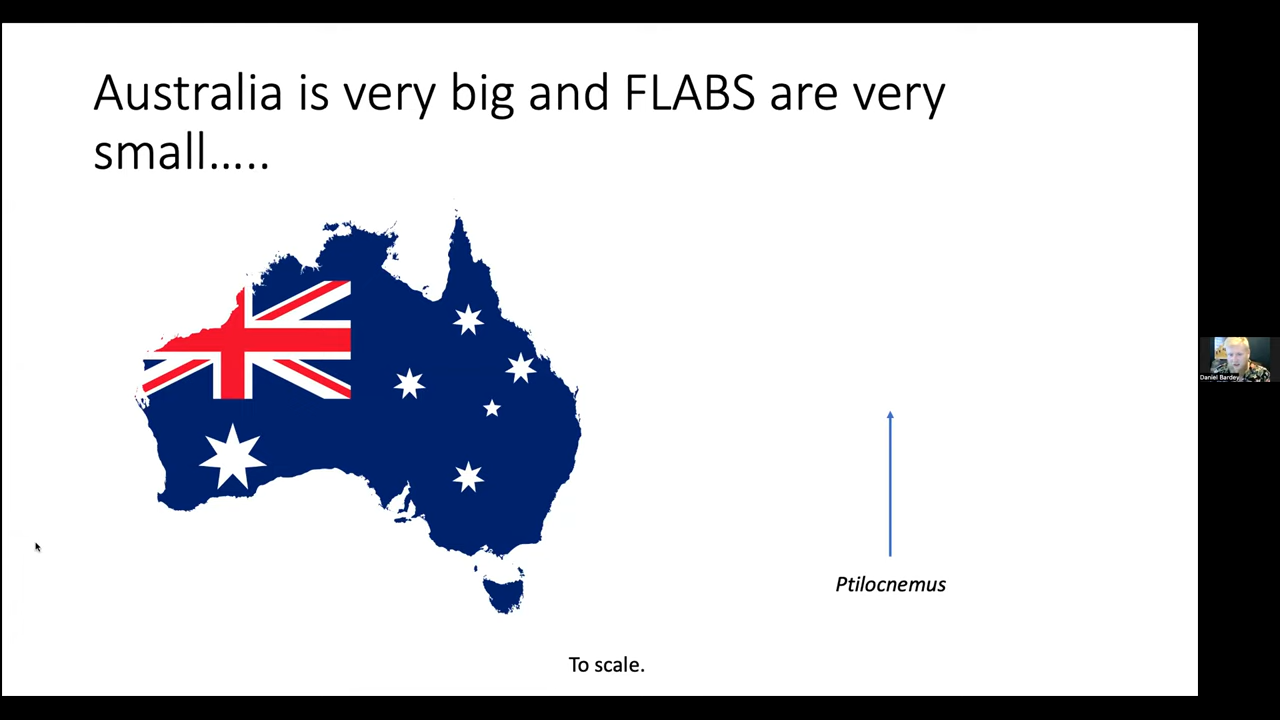 Australia is very big and FLABS are very
small…..
Ptilocnemus
To scale.
Daniel Bardey